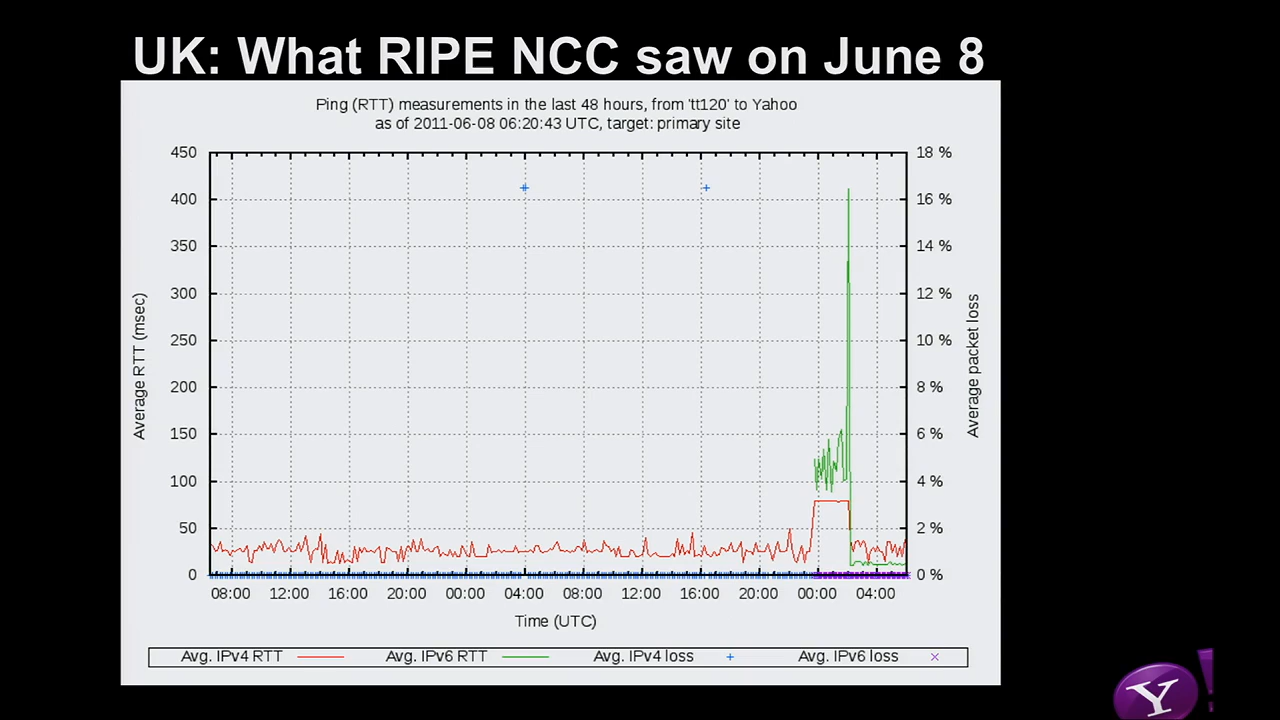 UK: What RIPE NCC saw on June 8
Ping (RTT) measurements in the last 48 hours, from 'tt120' to Yahoo
as of 2011-06-08 06:20:43 UTC, target: primary site
450 18 %
400 16 %
350 14 %
300 12 %
250 10 %
200 8 %
150 6 %
100 4 %
50 2 %
0 0 %
Average RTT (msec)
Average packet loss
08:00 12:00 16:00 20:00 00:00 04:00 08:00 12:00 16:00 20:00 00:00 04:00
Time (UTC)
Avg. IPv4 RTT Avg. IPv6 RTT Avg. IPv4 loss Avg. IPv6 loss
Y!